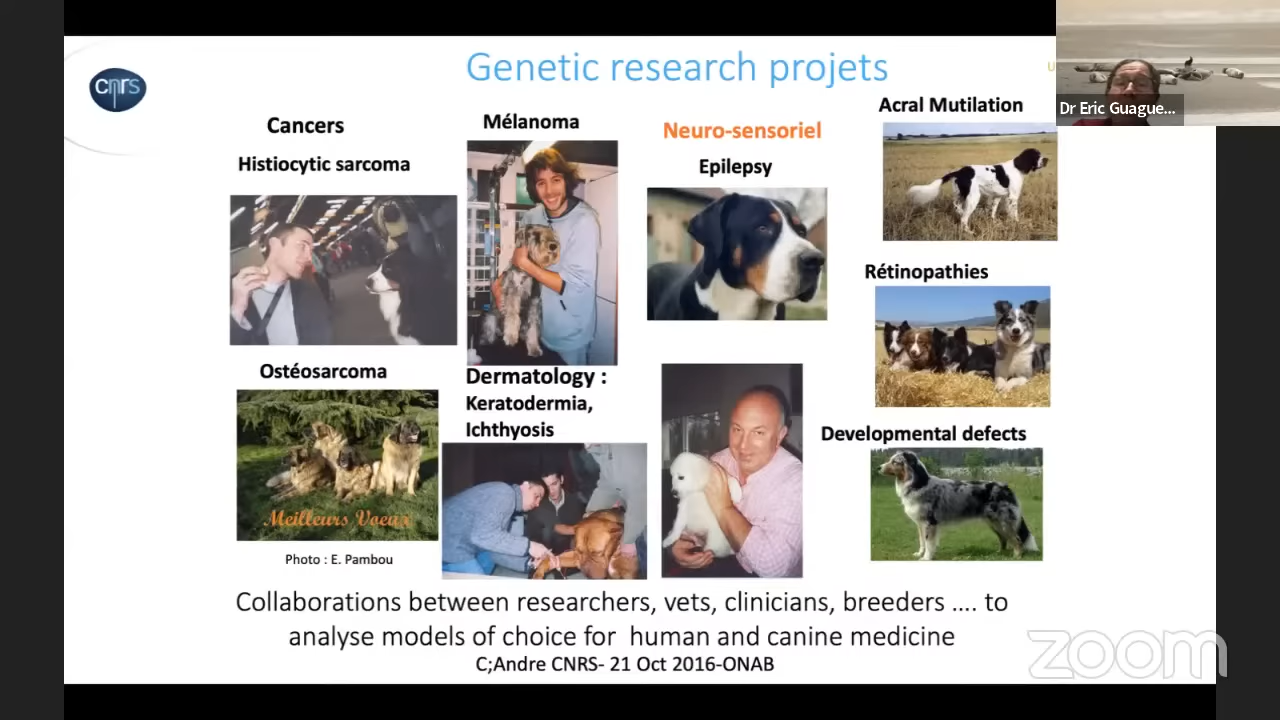 Genetic research projets
cnrs
U
Dr Eric Guague...
Cancers
Histiocytic sarcoma
Mélanoma
Neuro-sensoriel
Epilepsy
Acral Mutilation
Rétinopathies
Ostéosarcoma
Meilleurs Voeux
Photo : E. Pambou
Dermatology :
Keratodermia,
Ichthyosis
Developmental defects
Collaborations between researchers, vets, clinicians, breeders .... to
analyse models of choice for human and canine medicine
C;Andre CNRS- 21 Oct 2016-ONAB
zoom